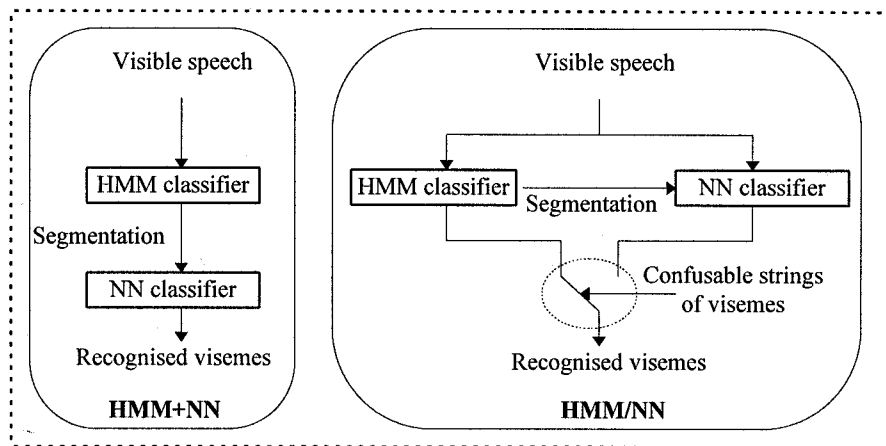 Visible speech
HMM classifier
Segmentation
NN classifier
Recognised visemes
HMM+NN
Visible speech
HMM classifier
Segmentation
NN classifier
Confusable strings
of visemes
Recognised visemes
HMM/NN